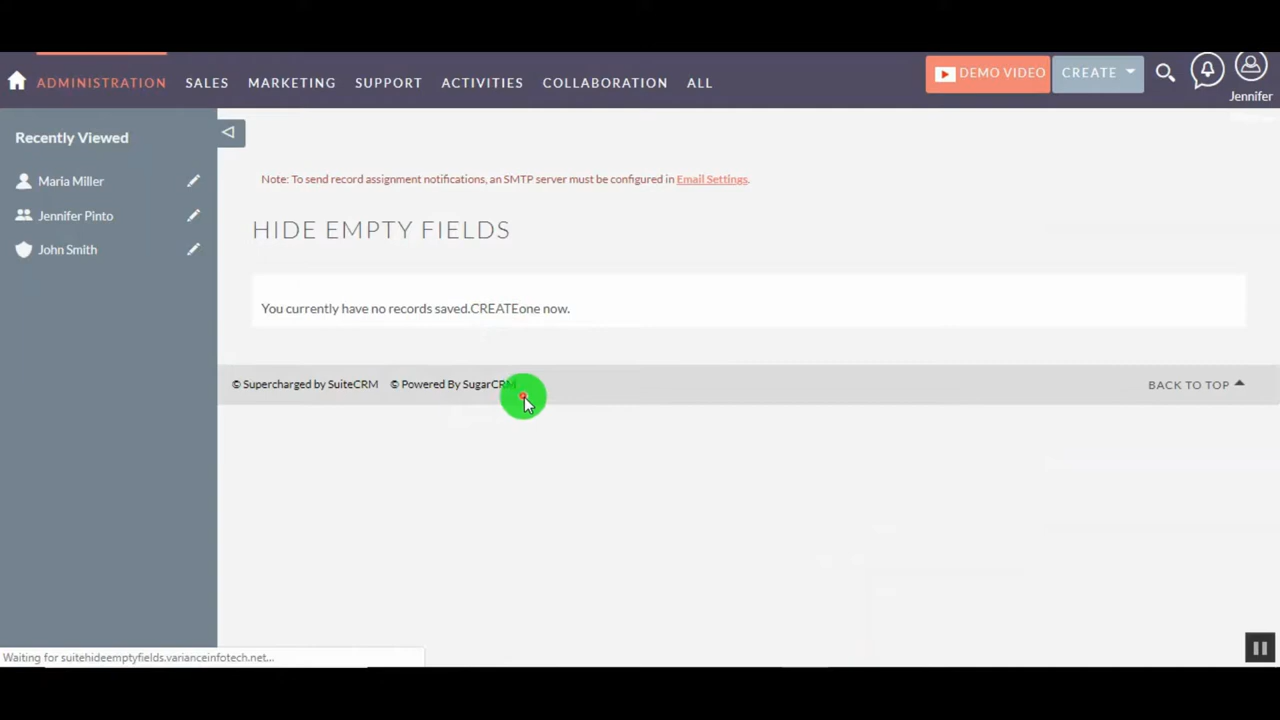 ADMINISTRATION SALES MARKETING SUPPORT ACTIVITIES COLLABORATION ALL
DEMO VIDEO CREATE
Jennifer
Recently Viewed
Maria Miller
Jennifer Pinto
John Smith
Note: To send record assignment notifications, an SMTP server must be configured in Email Settings.
HIDE EMPTY FIELDS
You currently have no records saved.CREATEone now.
© Supercharged by SuiteCRM © Powered By SugarCRM
BACK TO TOP
Waiting for suitehideemptyfields.varianceinfotech.net...